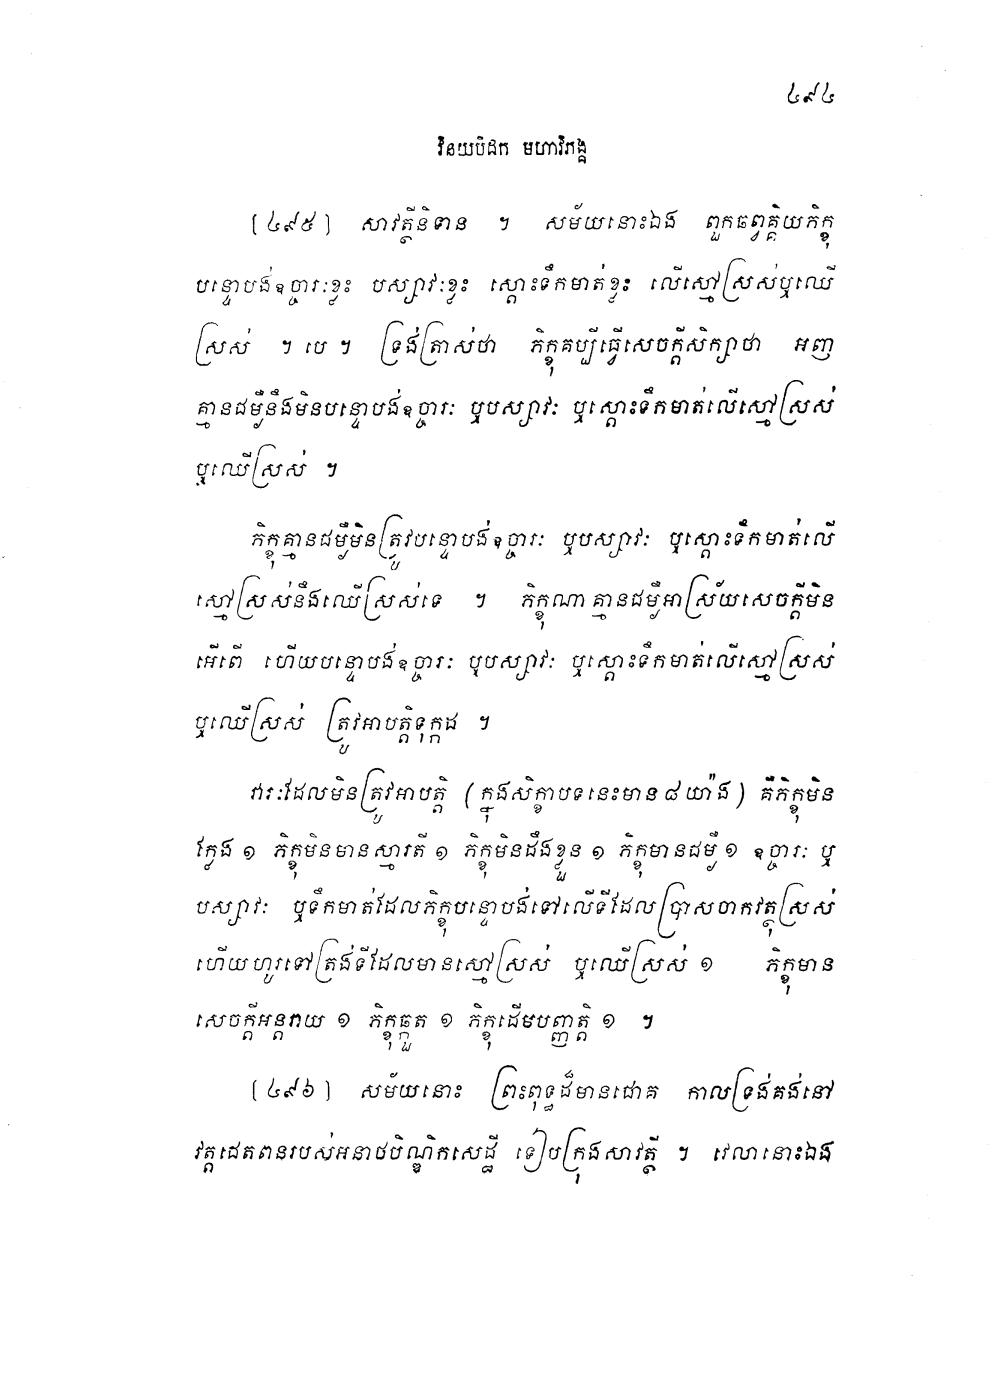 ៤៩៤
វិនយបិដក មហាវិភង្គ
(៤៩៥) សាវត្ថីនិទាន ។ សម័យនោះឯង ពួកឆព្វគ្គិយភិក្ខុ
បន្ទោបង់ឧច្ចារៈខ្លះ បស្សាវៈខ្លះ ស្តោះទឹកមាត់ខ្លះ លើស្មៅស្រស់ឬឈើ
ស្រស់ ។ បេ ។ ទ្រង់ត្រាស់ថា ភិក្ខុគប្បីធ្វើសេចក្តីសិក្សាថា អញ
គ្មានជម្ងឺនឹងមិនបន្ទោបង់ឧច្ចារៈ ឬបស្សាវៈ ឬស្តោះទឹកមាត់លើស្មៅស្រស់
ឬឈើស្រស់ ។
ភិក្ខុគ្មានជម្ងឺមិនត្រូវបន្ទោបង់ឧច្ចារៈ ឬបស្សាវៈ ឬស្តោះទឹកមាត់លើ
ស្មៅស្រស់នឹងឈើស្រស់ទេ ។ ភិក្ខុណាគ្មានជម្ងឺអាស្រ័យសេចក្តីមិន
អើពើ ហើយបន្ទោបង់ឧច្ចារៈ ឬបស្សាវៈ ឬស្តោះទឹកមាត់លើស្មៅស្រស់
ឬឈើស្រស់ ត្រូវអាបត្តិទុក្កដ ។
វារៈដែលមិនត្រូវអាបត្តិ (ក្នុងសិក្ខាបទនេះមាន ៨ យ៉ាង) គឺភិក្ខុមិន
ក្លែង ១ ភិក្ខុមិនមានស្មារតី ១ ភិក្ខុមិនដឹងខ្លួន ១ ភិក្ខុមានជម្ងឺ ១ ឧច្ចារៈ ឬ
បស្សាវៈ ឬទឹកមាត់ដែលភិក្ខុបន្ទោបង់ទៅលើទីដែលប្រាសចាកវត្ថុស្រស់
ហើយហូរទៅត្រង់ទីដែលមានស្មៅស្រស់ ឬឈើស្រស់ ១ ភិក្ខុមាន
សេចក្តីអន្តរាយ ១ ភិក្ខុឆ្កួត ១ ភិក្ខុដើមបញ្ញត្តិ ១ ។
(៤៩៦) សម័យនោះ ព្រះពុទ្ធដ៏មានជោគ កាលទ្រង់គង់នៅ
វត្តជេតពនរបស់អនាថបិណ្ឌិកសេដ្ឋី ទៀបក្រុងសាវត្ថី ។ វេលានោះឯង